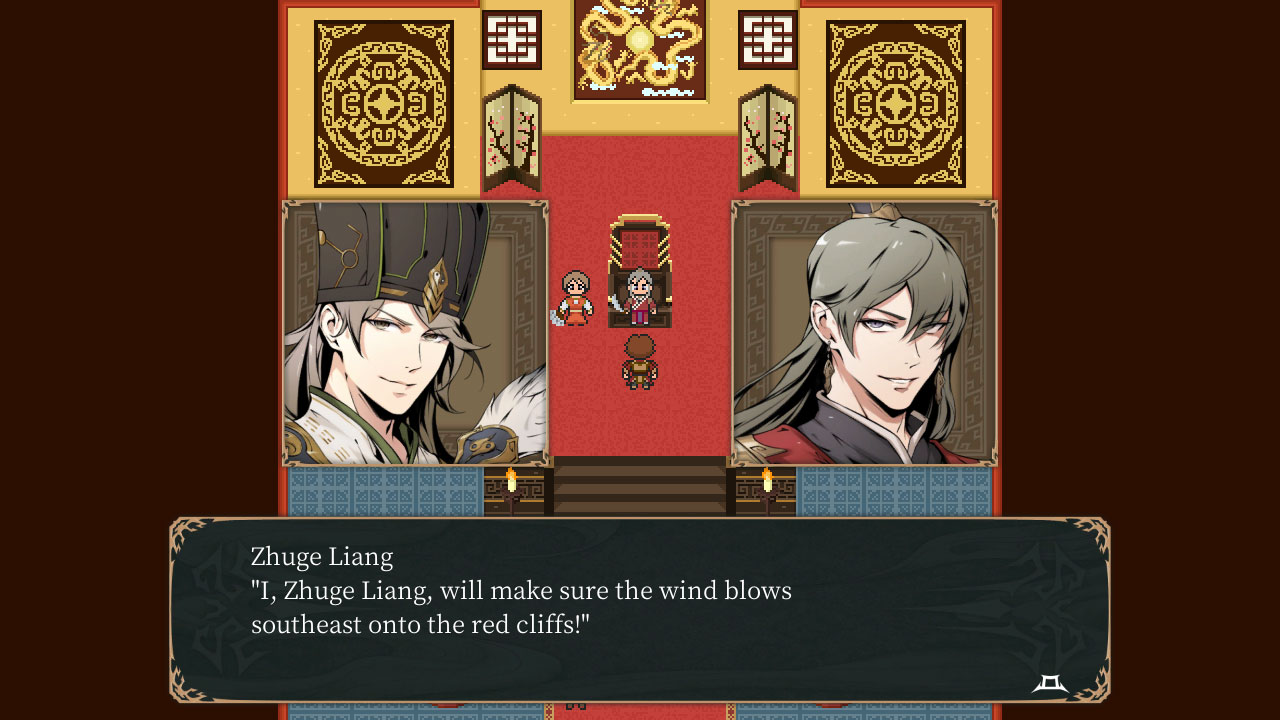 Zhuge Liang
"I, Zhuge Liang, will make sure the wind blows
southeast onto the red cliffs!"